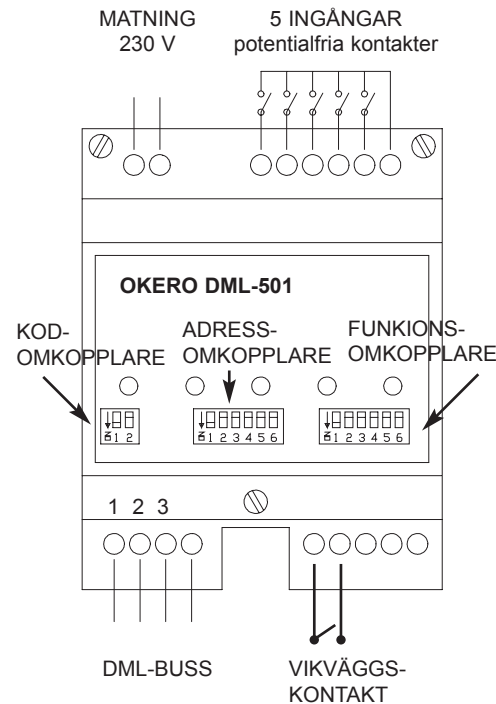 MATNING
230 V
5 INGÅNGAR
potentialfria kontakter
OKERO DML-501
KOD-
OMKOPPLARE
ADRESS-
OMKOPPLARE
FUNKIONS-
OMKOPPLARE
N 1 2
N 1 2 3 4 5 6
N 1 2 3 4 5 6
1 2 3
DML-BUSS
VIKVÄGGS-
KONTAKT